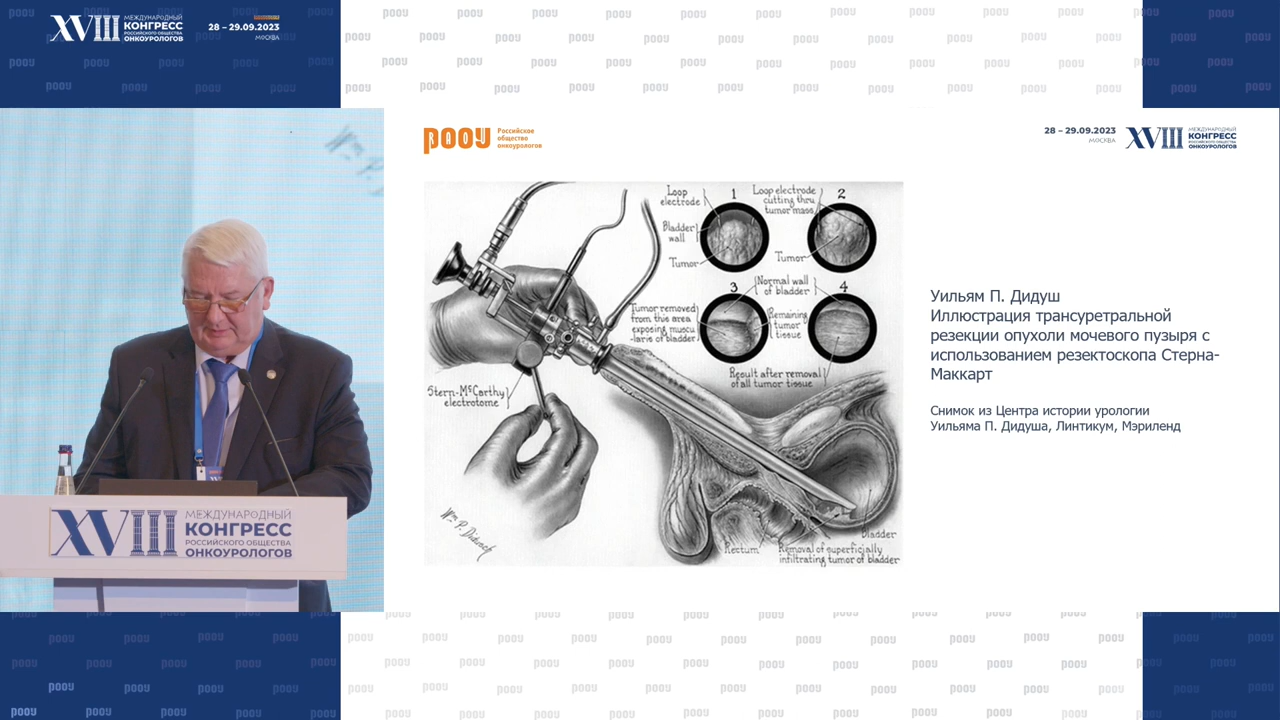 XVIII МЕЖДУНАРОДНЫЙ
КОНГРЕСС
РОССИЙСКОГО ОБЩЕСТВА
ОНКОУРОЛОГОВ
28 – 29.09.2023
МОСКВА
РООУ Российское
общество
онкоурологов
28 – 29.09.2023
МОСКВА
XVIII МЕЖДУНАРОДНЫЙ
КОНГРЕСС
РОССИЙСКОГО ОБЩЕСТВА
ОНКОУРОЛОГОВ
Loop
electrode
1
Loop electrode
cutting thru
tumor mass
2
Bladder
wall
Tumor
Tumor
3
Normal wall
of bladder
4
Tumor removed
from this area
exposing muscu
laris of bladder
Remaining
tumor
tissue
Result after removal
of all tumor tissue
Stern-McCarthy
electrotome
Wm. P. Didusch
Rectum
bladder
Removal of superficially
infiltrating tumor of bladder
Уильям П. Дидуш
Иллюстрация трансуретральной
резекции опухоли мочевого пузыря с
использованием резектоскопа Стерна-
Маккарт
Снимок из Центра истории урологии
Уильяма П. Дидуша, Линтикум, Мэриленд
XVIII МЕЖДУНАРОДНЫЙ
КОНГРЕСС
РОССИЙСКОГО ОБЩЕСТВА
ОНКОУРОЛОГОВ